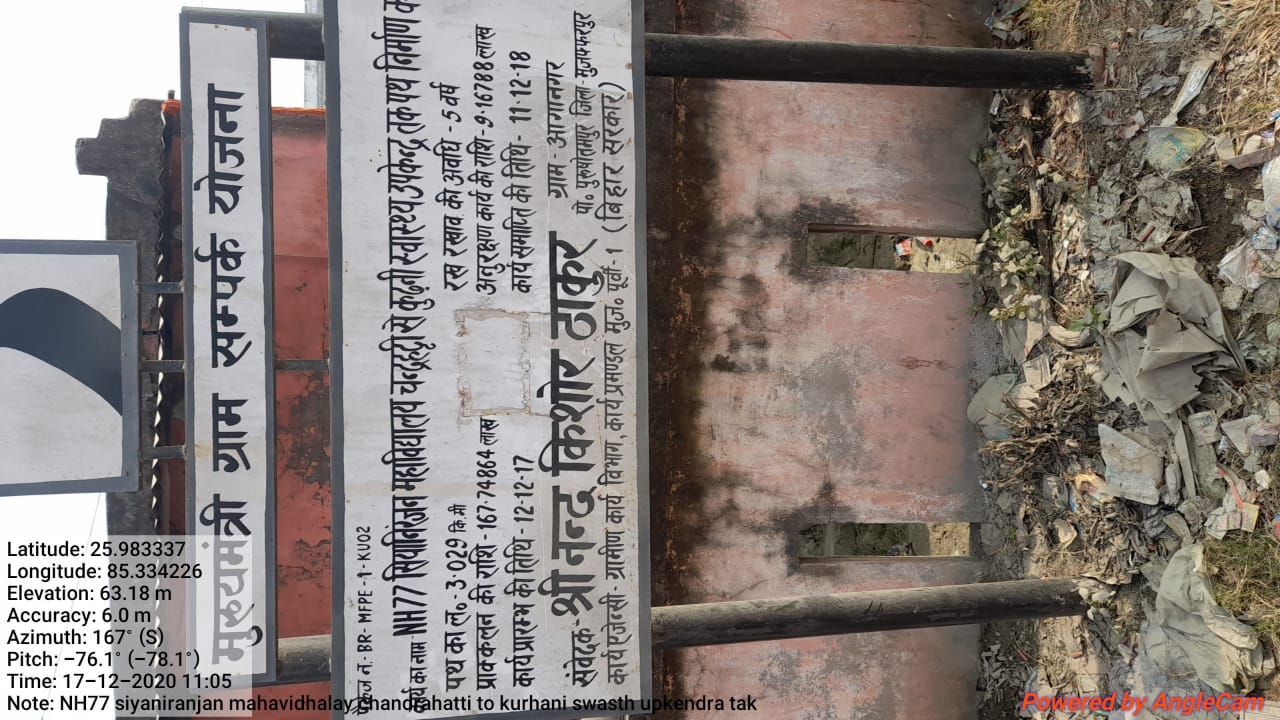 मुख्यमंत्री ग्राम सम्पर्क योजना
पैकेज नं.: BR- MFPE -1- KU02
कार्य का नाम- NH77 सियानिरंजन महाविद्यालय चन्द्रहट्टी से कुढ़नी स्वास्थ्य उपकेन्द्र तक पथ निर्माण का
पथ का ल० 3·029 कि.मी
रख रखाव की अवधि - 5 वर्ष
प्राक्कलन की राशि - 167·74864 लाख
अनुरक्षण कार्य की राशि-9·16788 लाख
कार्य प्रारम्भ की तिथि - 12-12-17
कार्य समाप्ति की तिथि - 11-12-18
संवेदक- श्री नन्द किशोर ठाकुर
ग्राम - आगानगर
पो० पुरुषोतमपुर जिला - मुजफ्फरपुर
कार्य एजेन्सी- ग्रामीण कार्य विभाग, कार्य प्रमण्डल मुज० पूर्वी- 1 ( बिहार सरकार)
Latitude: 25.983337
Longitude: 85.334226
Elevation: 63.18 m
Accuracy: 6.0 m
Azimuth: 167° (S)
Pitch: −76.1° (−78.1°)
Time: 17−12−2020 11:05
Note: NH77 siyaniranjan mahavidhalay chandrahatti to kurhani swasth upkendra tak
Powered by AngleCam